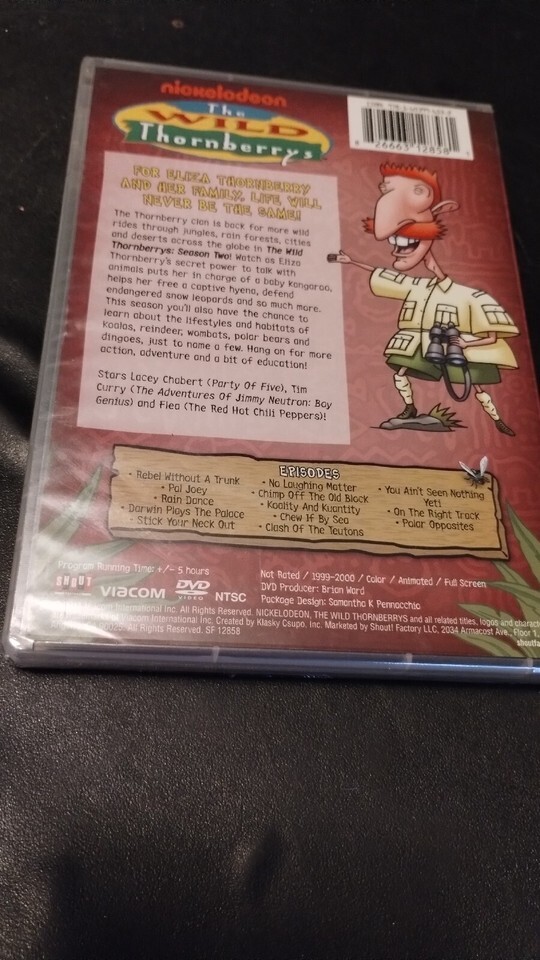 nickelodeon
The
WILD
Thornberrys
8 26663 12858
FOR ELIZA THORNBERRY
AND HER FAMILY, LIFE WILL
NEVER BE THE SAME!
The Thornberry clan is back for more wild
rides through jungles, rain forests, cities
and deserts across the globe in The Wild
Thornberrys: Season Two! Watch as Eliza
Thornberry's secret power to talk with
animals puts her in charge of a baby kangaroo,
helps her free a captive hyena, defend
endangered snow leopards and so much more.
This season you'll also have the chance to
learn about the lifestyles and habitats of
koalas, reindeer, wombats, polar bears and
dingoes, just to name a few. Hang on for more
action, adventure and a bit of education!
Stars Lacey Chabert (Party Of Five), Tim
Curry (The Adventures Of Jimmy Neutron: Boy
Genius) and Flea (The Red Hot Chili Peppers)!
EPISODES
• Rebel Without A Trunk
• Pal Joey
• Rain Dance
• Darwin Plays The Palace
• Stick Your Neck Out
• No Laughing Matter
• Chimp Off The Old Block
• Koality And Kuantity
• Chew If By Sea
• Clash Of The Teutons
• You Ain't Seen Nothing
Yet!
• On The Right Track
• Polar Opposites
Program Running Time: +/- 5 hours
SHOUT
VIACOM
DVD
VIDEO
NTSC
Not Rated / 1999-2000 / Color / Animated / Full Screen
DVD Producer: Brian Ward
Package Design: Samantha K Pennacchio
International Inc. All Rights Reserved. NICKELODEON, THE WILD THORNBERRYS and all related titles, logos and charact
International Inc. Created by Klasky Csupo, Inc. Marketed by Shout! Factory LLC, 2034 Armacost Ave., Floor 1,
All Rights Reserved. SF 12858
shoutfa